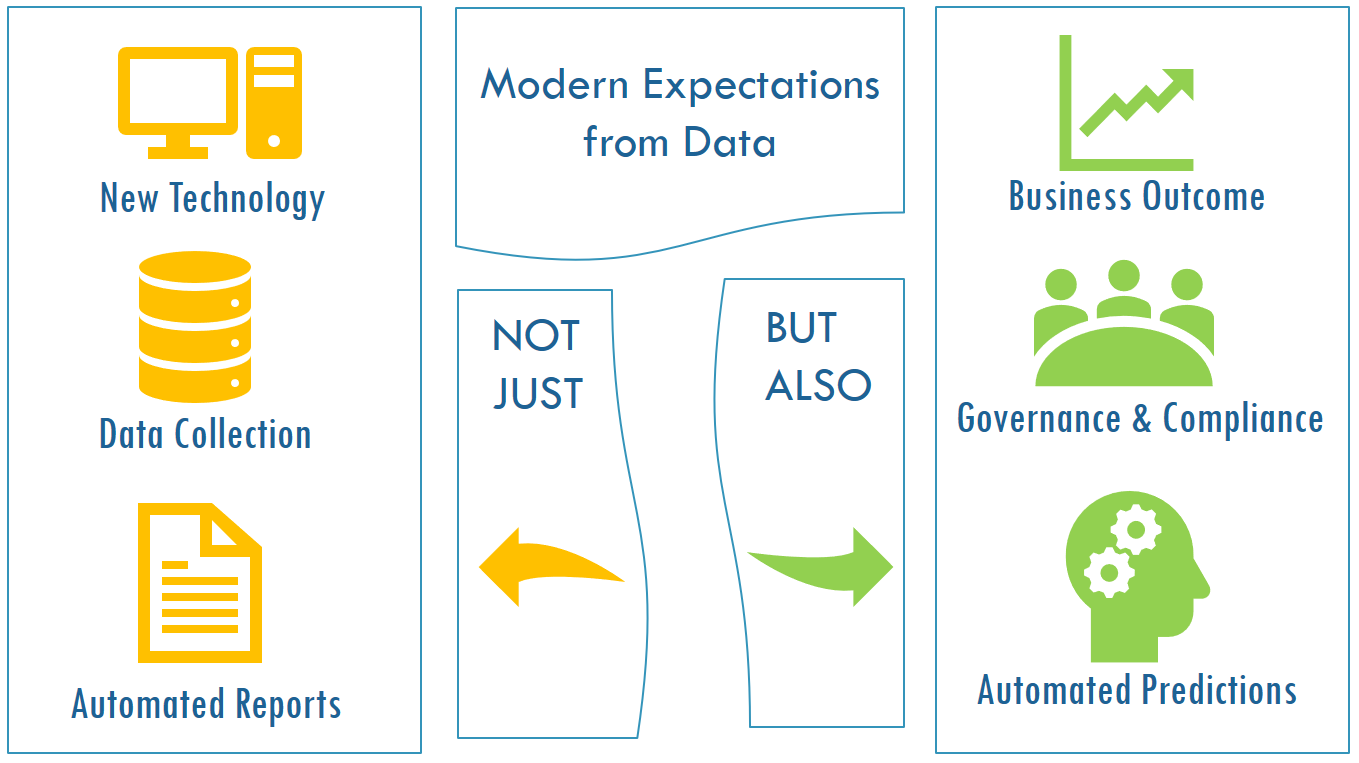 New Technology
Data Collection
Automated Reports
Modern Expectations
from Data
NOT
JUST
BUT
ALSO
Business Outcome
Governance & Compliance
Automated Predictions